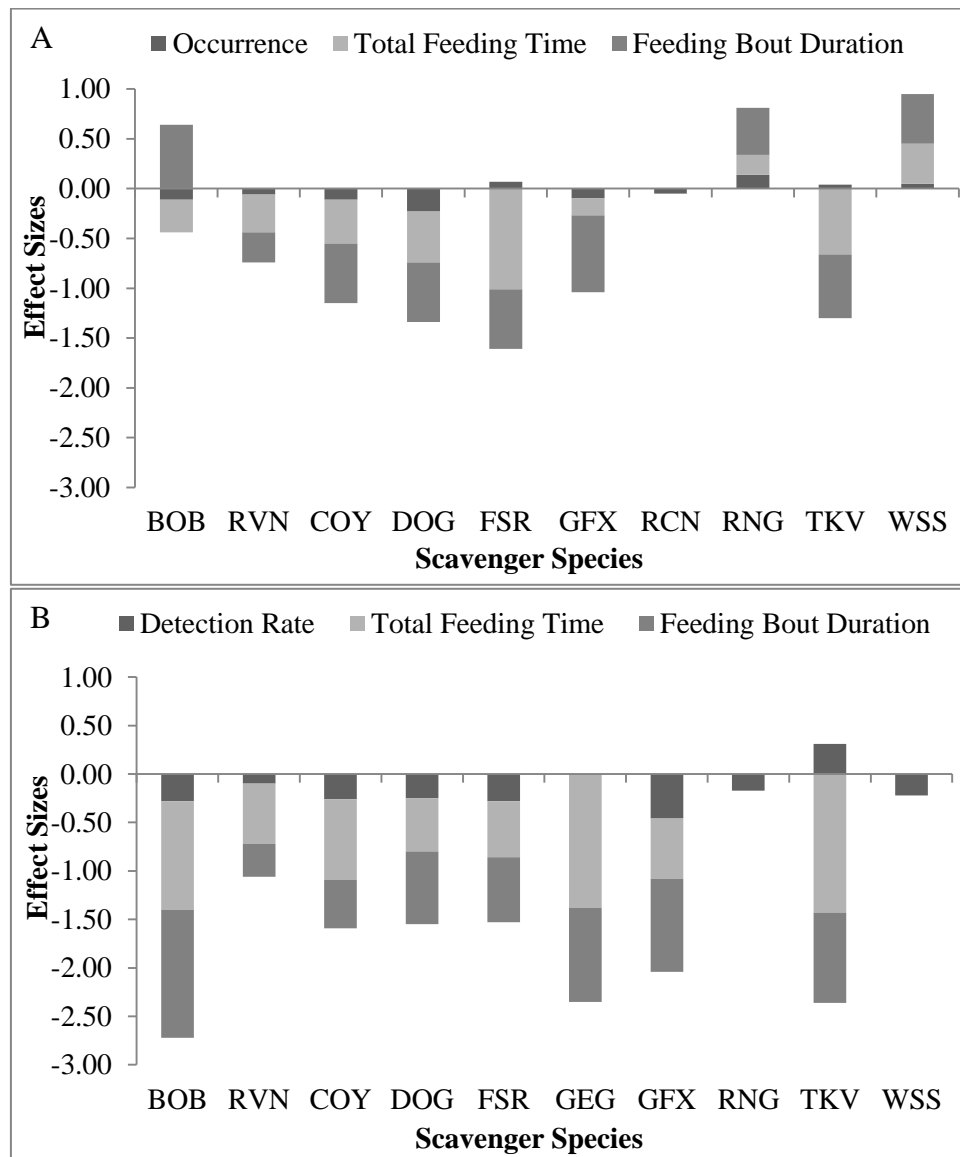 A
Occurrence Total Feeding Time Feeding Bout Duration
1.00
0.50
0.00
-0.50
-1.00
-1.50
-2.00
-2.50
-3.00
Effect Sizes
BOB RVN COY DOG FSR GFX RCN RNG TKV WSS
Scavenger Species
B
Detection Rate Total Feeding Time Feeding Bout Duration
1.00
0.50
0.00
-0.50
-1.00
-1.50
-2.00
-2.50
-3.00
Effect Sizes
BOB RVN COY DOG FSR GEG GFX RNG TKV WSS
Scavenger Species